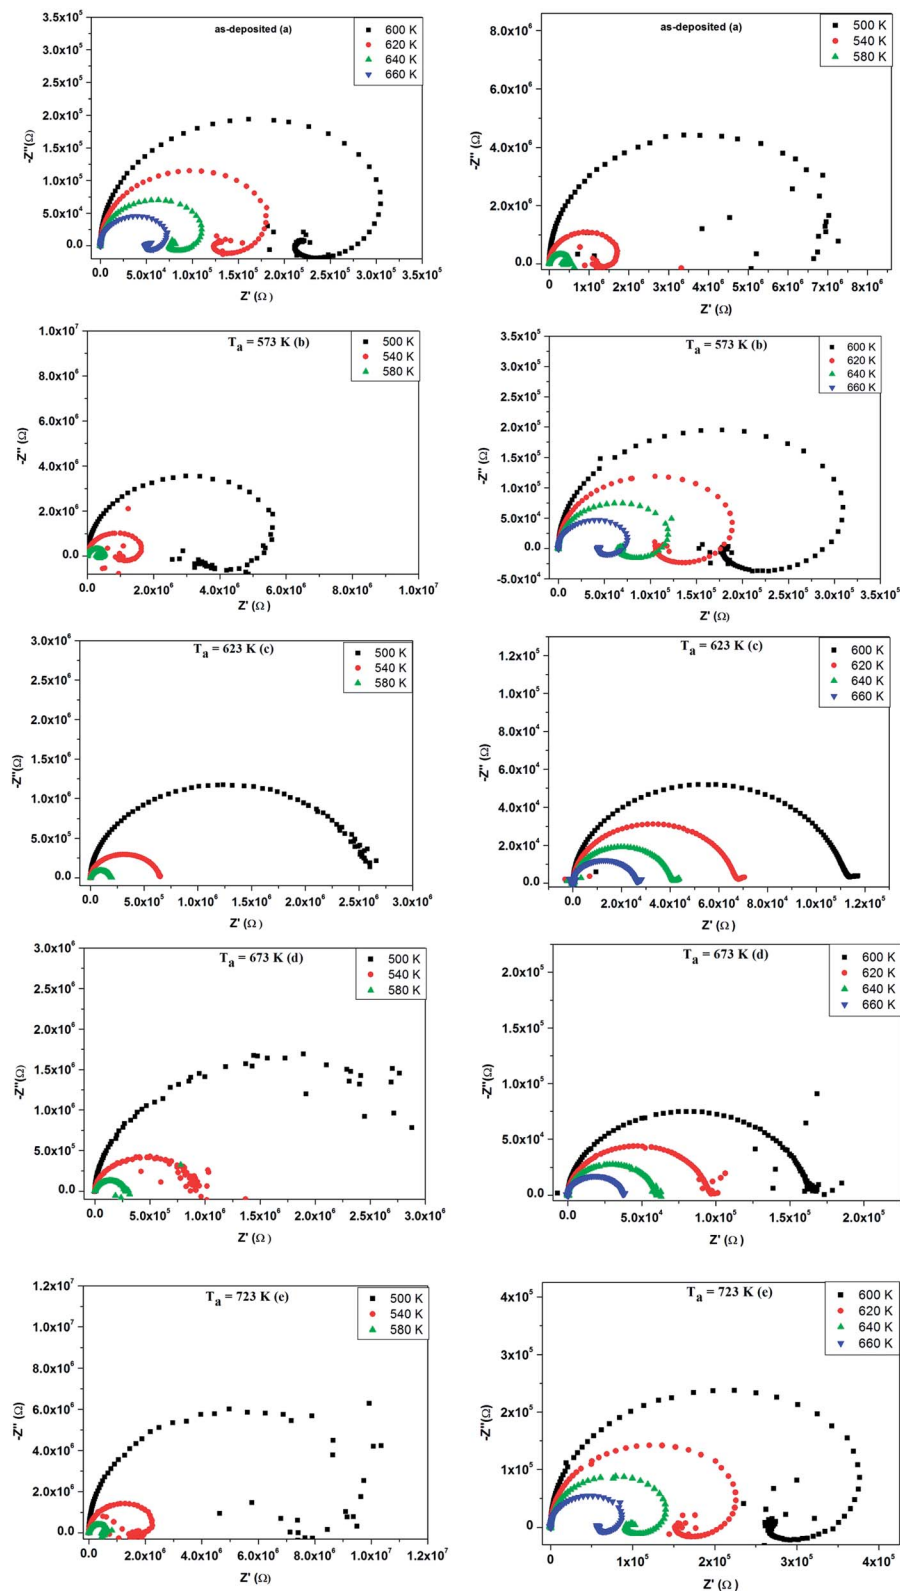 as-deposited (a)
600 K
620 K
640 K
660 K
-Z''(Ω)
3.5x10⁵
3.0x10⁵
2.5x10⁵
2.0x10⁵
1.5x10⁵
1.0x10⁵
5.0x10⁴
0.0
0.0 5.0x10⁴ 1.0x10⁵ 1.5x10⁵ 2.0x10⁵ 2.5x10⁵ 3.0x10⁵ 3.5x10⁵
Z' (Ω )
as-deposited (a)
500 K
540 K
580 K
-Z'' (Ω)
8.0x10⁶
6.0x10⁶
4.0x10⁶
2.0x10⁶
0.0
0 1x10⁶ 2x10⁶ 3x10⁶ 4x10⁶ 5x10⁶ 6x10⁶ 7x10⁶ 8x10⁶
Z' (Ω)
Tₐ = 573 K (b)
500 K
540 K
580 K
-Z'' (Ω)
1.0x10⁷
8.0x10⁶
6.0x10⁶
4.0x10⁶
2.0x10⁶
0.0
0.0 2.0x10⁶ 4.0x10⁶ 6.0x10⁶ 8.0x10⁶ 1.0x10⁷
Z' (Ω)
Tₐ = 573 K (b)
600 K
620 K
640 K
660 K
-Z'' (Ω)
3.5x10⁵
3.0x10⁵
2.5x10⁵
2.0x10⁵
1.5x10⁵
1.0x10⁵
5.0x10⁴
0.0
-5.0x10⁴
0.0 5.0x10⁴ 1.0x10⁵ 1.5x10⁵ 2.0x10⁵ 2.5x10⁵ 3.0x10⁵ 3.5x10⁵
Z' (Ω)
Tₐ = 623 K (c)
500 K
540 K
580 K
-Z''(Ω)
3.0x10⁶
2.5x10⁶
2.0x10⁶
1.5x10⁶
1.0x10⁶
5.0x10⁵
0.0
0.0 5.0x10⁵ 1.0x10⁶ 1.5x10⁶ 2.0x10⁶ 2.5x10⁶ 3.0x10⁶
Z' (Ω)
Tₐ = 623 K (c)
600 K
620 K
640 K
660 K
-Z'' (Ω)
1.2x10⁵
1.0x10⁵
8.0x10⁴
6.0x10⁴
4.0x10⁴
2.0x10⁴
0.0
0.0 2.0x10⁴ 4.0x10⁴ 6.0x10⁴ 8.0x10⁴ 1.0x10⁵ 1.2x10⁵
Z' (Ω)
Tₐ = 673 K (d)
500 K
540 K
580 K
-Z''(Ω)
3.0x10⁶
2.5x10⁶
2.0x10⁶
1.5x10⁶
1.0x10⁶
5.0x10⁵
0.0
0.0 5.0x10⁵ 1.0x10⁶ 1.5x10⁶ 2.0x10⁶ 2.5x10⁶ 3.0x10⁶
Z' (Ω )
Tₐ = 673 K (d)
600 K
620 K
640 K
660 K
-Z'' (Ω)
2.0x10⁵
1.5x10⁵
1.0x10⁵
5.0x10⁴
0.0
0.0 5.0x10⁴ 1.0x10⁵ 1.5x10⁵ 2.0x10⁵
Z' (Ω )
Tₐ = 723 K (e)
500 K
540 K
580 K
-Z'' (Ω)
1.2x10⁷
1.0x10⁷
8.0x10⁶
6.0x10⁶
4.0x10⁶
2.0x10⁶
0.0
0.0 2.0x10⁶ 4.0x10⁶ 6.0x10⁶ 8.0x10⁶ 1.0x10⁷ 1.2x10⁷
Z' (Ω)
Tₐ = 723 K (e)
600 K
620 K
640 K
660 K
-Z''(Ω)
4x10⁵
3x10⁵
2x10⁵
1x10⁵
0
0 1x10⁵ 2x10⁵ 3x10⁵ 4x10⁵
Z' (Ω )